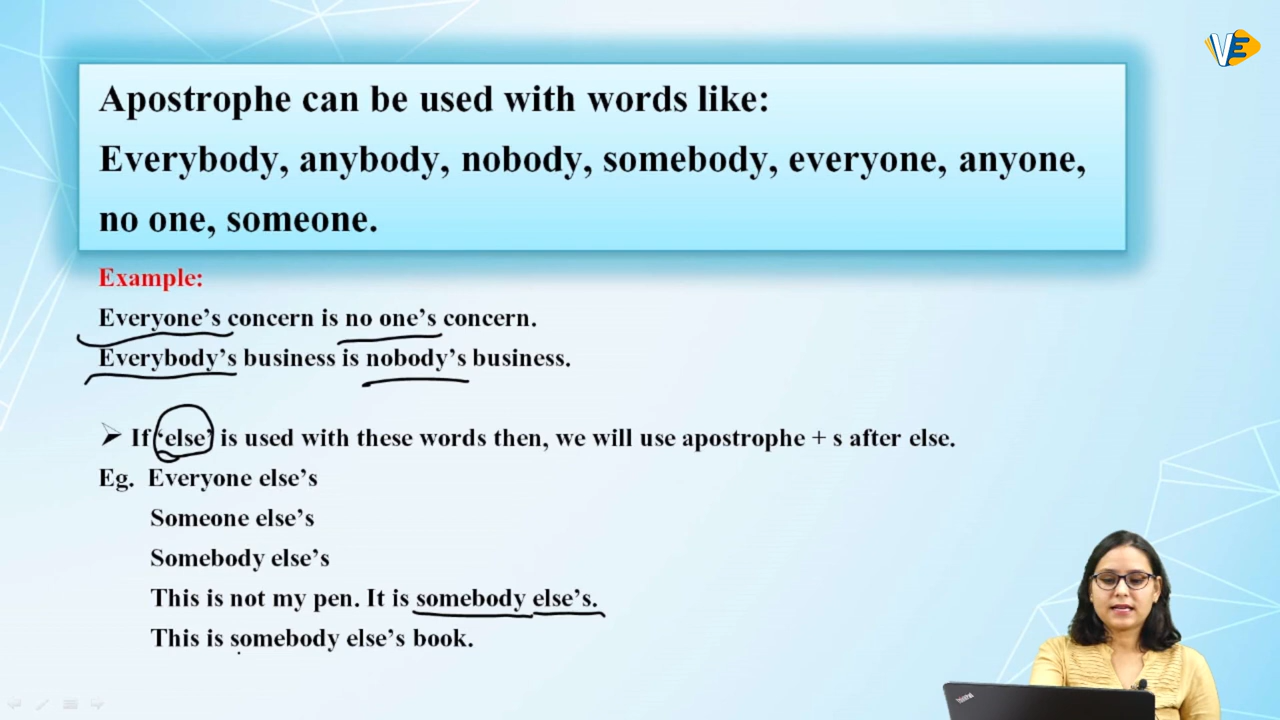 VE
Apostrophe can be used with words like:
Everybody, anybody, nobody, somebody, everyone, anyone,
no one, someone.
Example:
Everyone’s concern is no one’s concern.
Everybody’s business is nobody’s business.
➢ If ‘else’ is used with these words then, we will use apostrophe + s after else.
Eg. Everyone else’s
Someone else’s
Somebody else’s
This is not my pen. It is somebody else’s.
This is somebody else’s book.
ThinkPad